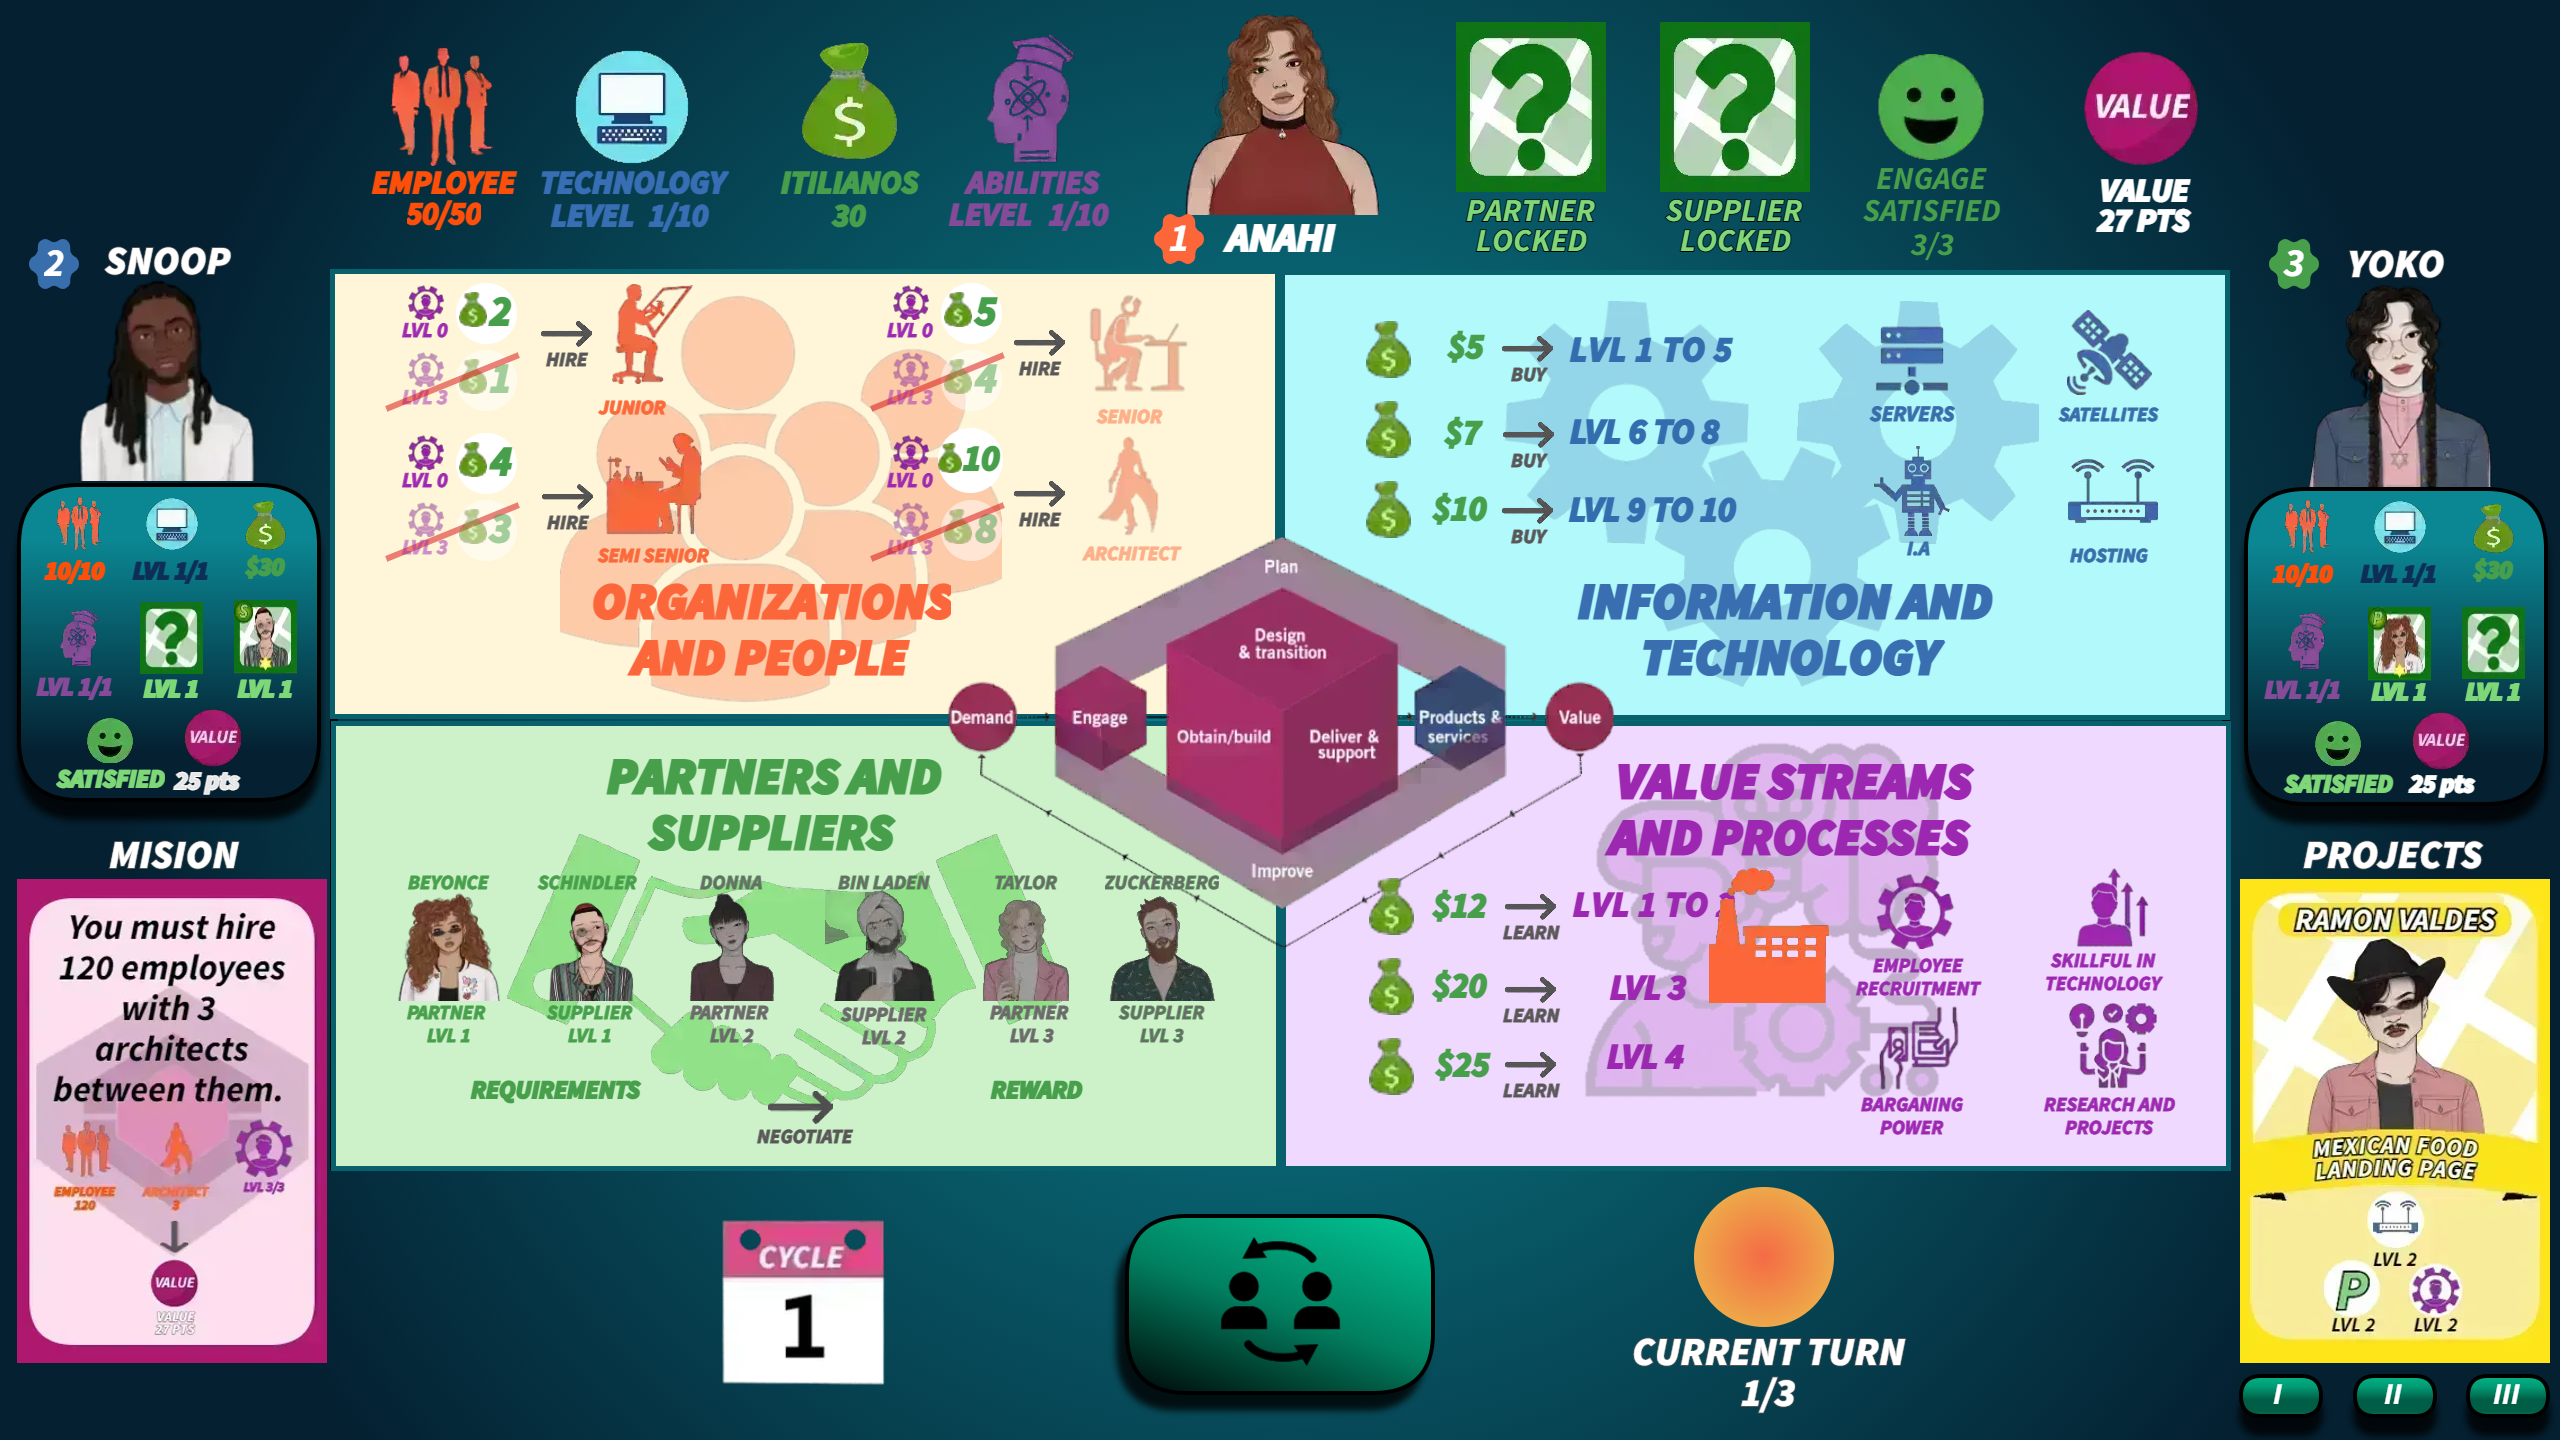 EMPLOYEE
50/50
TECHNOLOGY
LEVEL 1/10
$
ITILIANOS
30
ABILITIES
LEVEL 1/10
1 ANAHI
?
PARTNER
LOCKED
?
SUPPLIER
LOCKED
ENGAGE
SATISFIED
3/3
VALUE
VALUE
27 PTS
2 SNOOP
10/10
LVL 1/1
$
$30
LVL 1/1
?
LVL 1
S
LVL 1
SATISFIED
VALUE
25 pts
3 YOKO
10/10
LVL 1/1
$
$30
LVL 1/1
P
LVL 1
?
LVL 1
SATISFIED
VALUE
25 pts
LVL 0 $ 2
LVL 3 $ 1
HIRE
JUNIOR
LVL 0 $ 5
LVL 3 $ 4
HIRE
SENIOR
LVL 0 $ 4
LVL 3 $ 3
HIRE
SEMI SENIOR
LVL 0 $ 10
LVL 3 $ 8
HIRE
ARCHITECT
ORGANIZATIONS
AND PEOPLE
$ $5 BUY LVL 1 TO 5
$ $7 BUY LVL 6 TO 8
$ $10 BUY LVL 9 TO 10
SERVERS
SATELLITES
I.A
HOSTING
INFORMATION AND
TECHNOLOGY
Plan
Design
& transition
Demand
Engage
Obtain/build
Deliver &
support
Products &
services
Value
Improve
PARTNERS AND
SUPPLIERS
BEYONCE
PARTNER
LVL 1
SCHINDLER
SUPPLIER
LVL 1
DONNA
PARTNER
LVL 2
BIN LADEN
SUPPLIER
LVL 2
TAYLOR
PARTNER
LVL 3
ZUCKERBERG
SUPPLIER
LVL 3
REQUIREMENTS
NEGOTIATE
REWARD
VALUE STREAMS
AND PROCESSES
$ $12 LEARN LVL 1 TO
$ $20 LEARN LVL 3
$ $25 LEARN LVL 4
EMPLOYEE
RECRUITMENT
SKILLFUL IN
TECHNOLOGY
BARGANING
POWER
RESEARCH AND
PROJECTS
MISION
You must hire
120 employees
with 3
architects
between them.
EMPLOYEE
120
ARCHITECT
3
LVL 3/3
VALUE
VALUE
27 PTS
PROJECTS
RAMON VALDES
MEXICAN FOOD
LANDING PAGE
LVL 2
P
LVL 2
LVL 2
I
II
III
CYCLE
1
CURRENT TURN
1/3